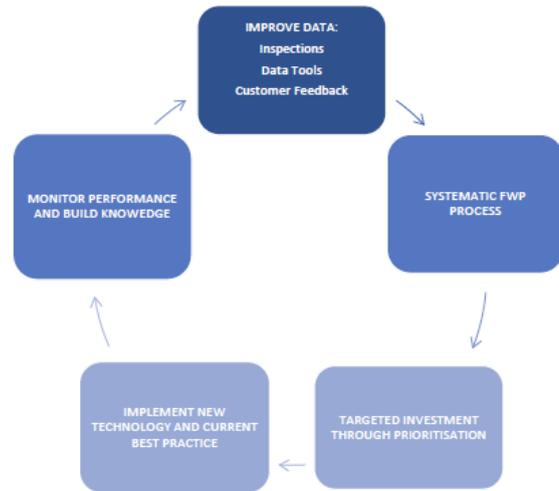 IMPROVE DATA:
Inspections
Data Tools
Customer Feedback
SYSTEMATIC FWP
PROCESS
TARGETED INVESTMENT
THROUGH PRIORITISATION
IMPLEMENT NEW
TECHNOLOGY AND CURRENT
BEST PRACTICE
MONITOR PERFORMANCE
AND BUILD KNOWEDGE